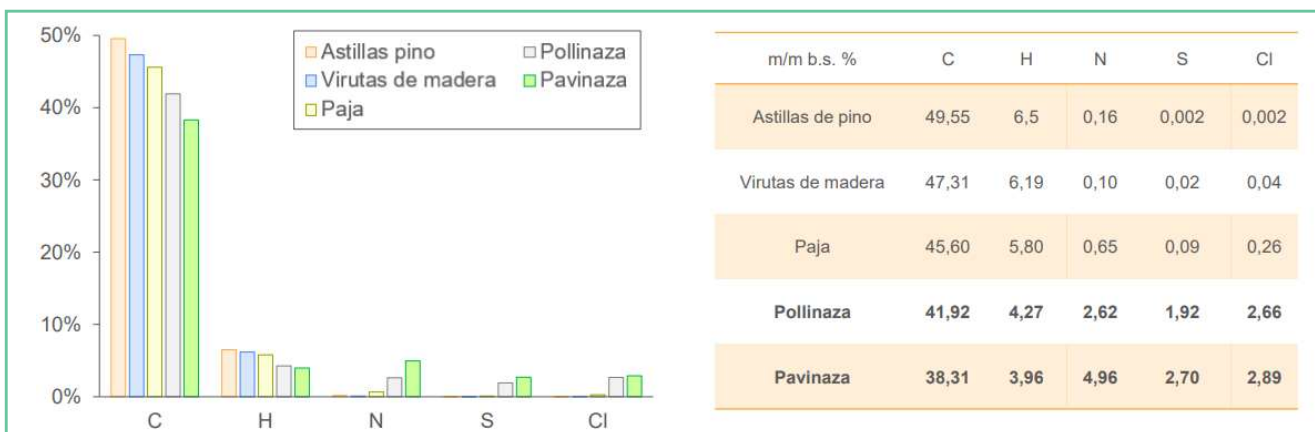 50%
40%
30%
20%
10%
0%
C H N S Cl
Astillas pino Pollinaza
Virutas de madera Pavinaza
Paja
m/m b.s. % C H N S Cl
Astillas de pino 49,55 6,5 0,16 0,002 0,002
Virutas de madera 47,31 6,19 0,10 0,02 0,04
Paja 45,60 5,80 0,65 0,09 0,26
Pollinaza 41,92 4,27 2,62 1,92 2,66
Pavinaza 38,31 3,96 4,96 2,70 2,89